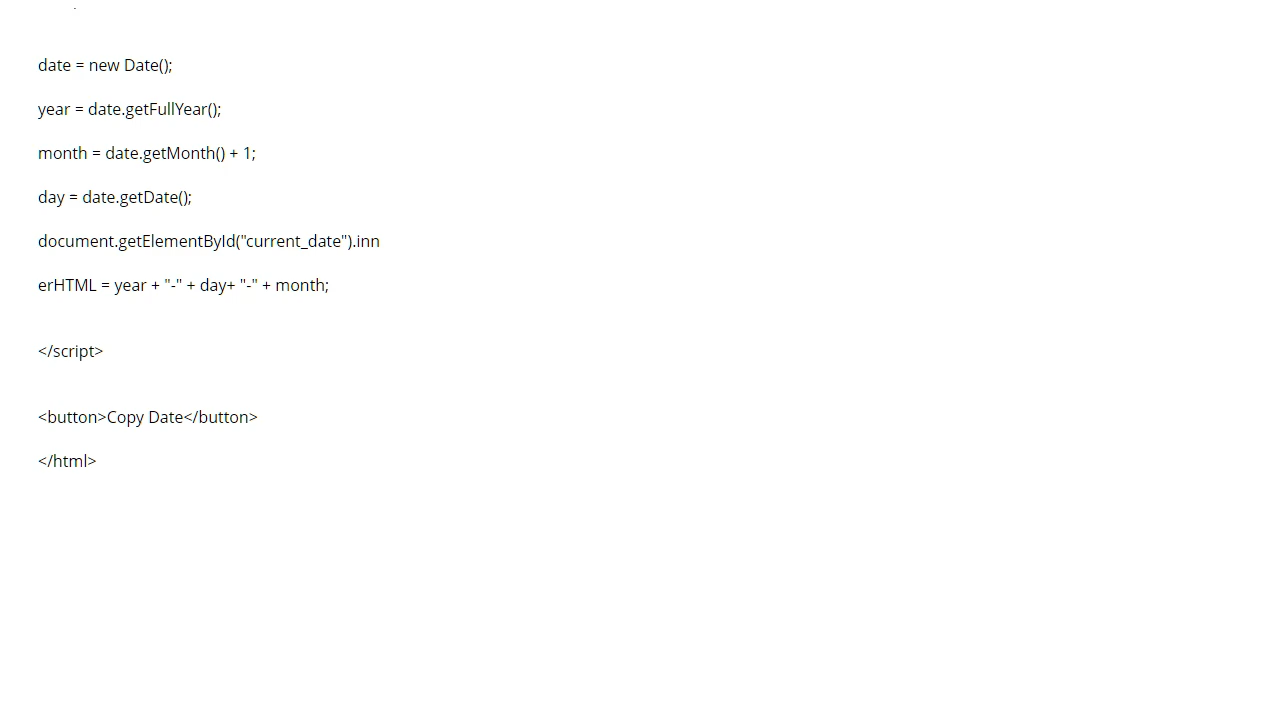 date = new Date();
year = date.getFullYear();
month = date.getMonth() + 1;
day = date.getDate();
document.getElementById("current_date").inn
erHTML = year + "-" + day+ "-" + month;
</script>
<button>Copy Date</button>
</html>